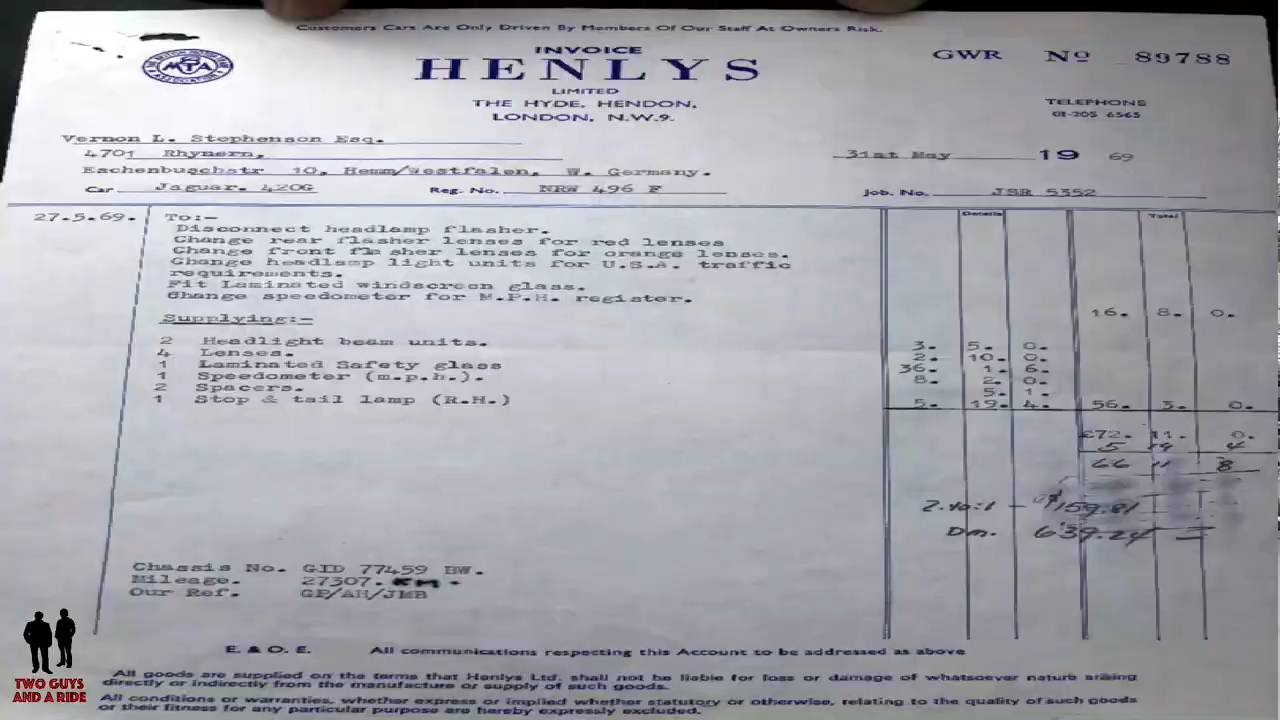 Customers Cars Are Only Driven By Members Of Our Staff At Owners Risk.
MTA
INVOICE
GWR No 89788
HENLYS
LIMITED
THE HYDE, HENDON,
LONDON, N.W.9.
TELEPHONE
01-205 6565
Vernon L. Stephenson Esq.
4701 Rhynern,
31st May 19 69
Eschenbuschstr 10, Hemm/Westfalen, W. Germany.
Car Jaguar. 420G Reg. No. NRW 496 F Job. No. JSR 5352
Details Total
27.5.69. To:-
Disconnect headlamp flasher.
Change rear flasher lenses for red lenses
Change front fla sher lenses for orange lenses.
Change headlamp light units for U.S.A. traffic
requirements.
Fit Laminated windscreen glass.
Change speedometer for M.P.H. register.
16. 8. 0.
Supplying:-
2 Headlight beam units. 3. 5. 0.
4 Lenses. 2. 10. 0.
1 Laminated Safety glass 36. 1. 6.
1 Speedometer (m.p.h.). 8. 2. 0.
2 Spacers. 5. 1.
1 Stop & tail lamp (R.H.) 5. 19. 4. 56. 3. 0.
£72. 11. 0.
5 19 4
66 11 8
159.81
Dm. 639.24
Chassis No. GID 77459 BW.
Mileage. 27307. KM.
Our Ref. GP/AH/JMB
E. & O. E. All communications respecting this Account to be addressed as above
All goods are supplied on the terms that Henlys Ltd. shall not be liable for loss or damage of whatsoever nature arising
directly or indirectly from the manufacture or supply of such goods.
All conditions or warranties, whether express or implied whether statutory or otherwise, relating to the quality of such goods
or their fitness for any particular purpose are hereby expressly excluded.
TWO GUYS
AND A RIDE